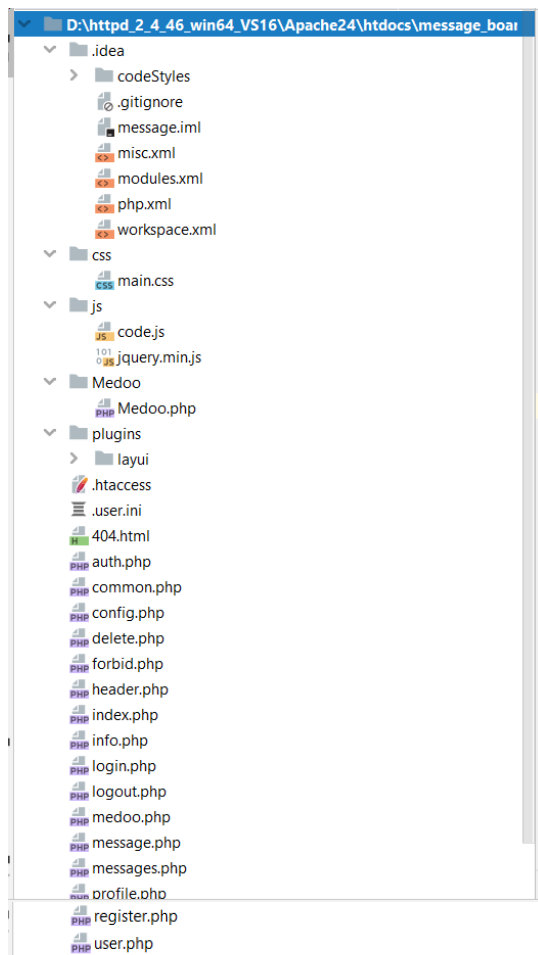 D:\httpd_2_4_46_win64_VS16\Apache24\htdocs\message_boar
.idea
codeStyles
.gitignore
message.iml
misc.xml
modules.xml
php.xml
workspace.xml
css
main.css
js
code.js
jquery.min.js
Medoo
Medoo.php
plugins
layui
.htaccess
.user.ini
404.html
auth.php
common.php
config.php
delete.php
forbid.php
header.php
index.php
info.php
login.php
logout.php
medoo.php
message.php
messages.php
profile.php
register.php
user.php